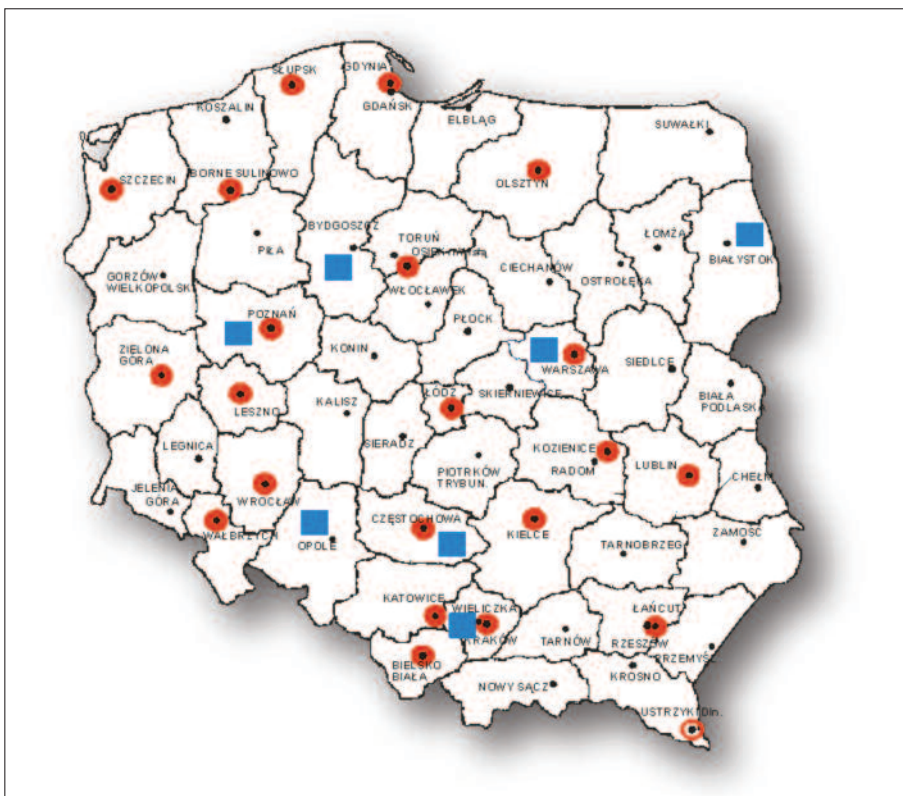 SŁUPSK
GDYNIA
KOSZALIN
GDAŃSK
ELBLĄG
SUWAŁKI
SZCZECIN
BORNE SULINOWO
OLSZTYN
BYDGOSZCZ
TORUŃ
ŁOMŻA
PIŁA
CIECHANÓW
OSTROŁĘKA
BIAŁYSTOK
GORZÓW
WIELKOPOLSKI
WŁOCŁAWEK
POZNAŃ
PŁOCK
ZIELONA
GÓRA
KONIN
WARSZAWA
SIEDLCE
LESZNO
KALISZ
ŁÓDZ
SKIERNIEWICE
BIAŁA
PODLASKA
LEGNICA
SIERADZ
KOZIENICE
RADOM
LUBLIN
CHEŁM
PIOTRKÓW
TRYBUN.
JELENIA
GÓRA
WROCŁAW
WAŁBRZYCH
OPOLE
CZĘSTOCHOWA
KIELCE
ZAMOŚC
TARNOBRZEG
KATOWICE
WIELICZKA
KRAKÓW
ŁAŃCUT
TARNÓW
RZESZÓW
PRZEMYŚL
BIELSKO
BIAŁA
NOWY SĄCZ
KROSNO
USTRZYKI Dln.